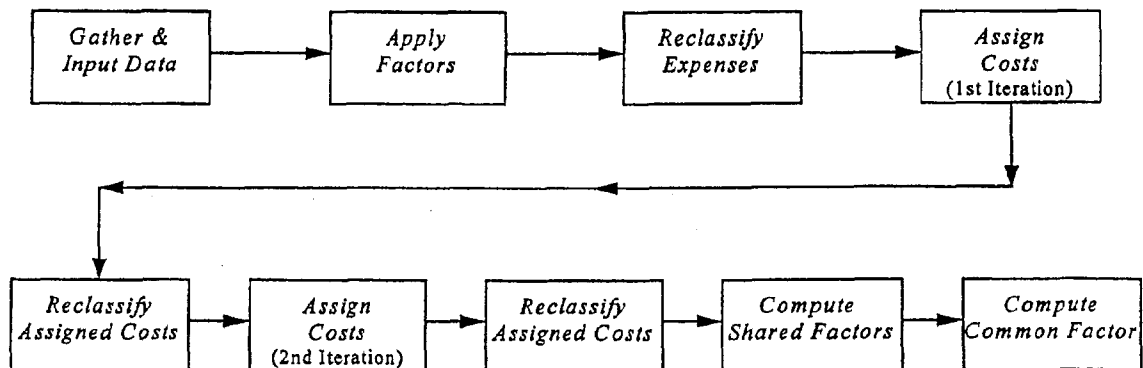 Gather &
Input Data
Apply
Factors
Reclassify
Expenses
Assign
Costs
(1st Iteration)
Reclassify
Assigned Costs
Assign
Costs
(2nd Iteration)
Reclassify
Assigned Costs
Compute
Shared Factors
Compute
Common Factor